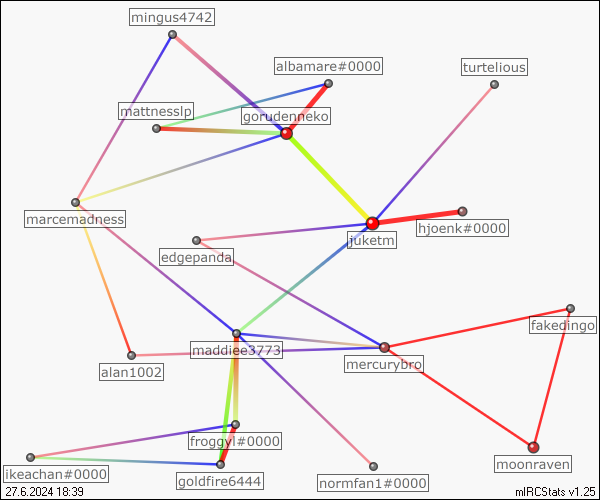 mingus4742
albamare#0000
turtelious
mattnesslp
gorudenneko
marcemadness
juketm
hjoenk#0000
edgepanda
fakedingo
maddiee3773
mercurybro
alan1002
froggyl#0000
moonraven
ikeachan#0000
goldfire6444
normfan1#0000
27.6.2024 18:39
mIRCStats v1.25